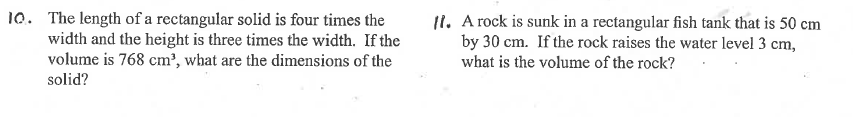 10. The length of a rectangular solid is four times the
width and the height is three times the width. If the
volume is 768 cm³, what are the dimensions of the
solid?
11. A rock is sunk in a rectangular fish tank that is 50 cm
by 30 cm. If the rock raises the water level 3 cm,
what is the volume of the rock?